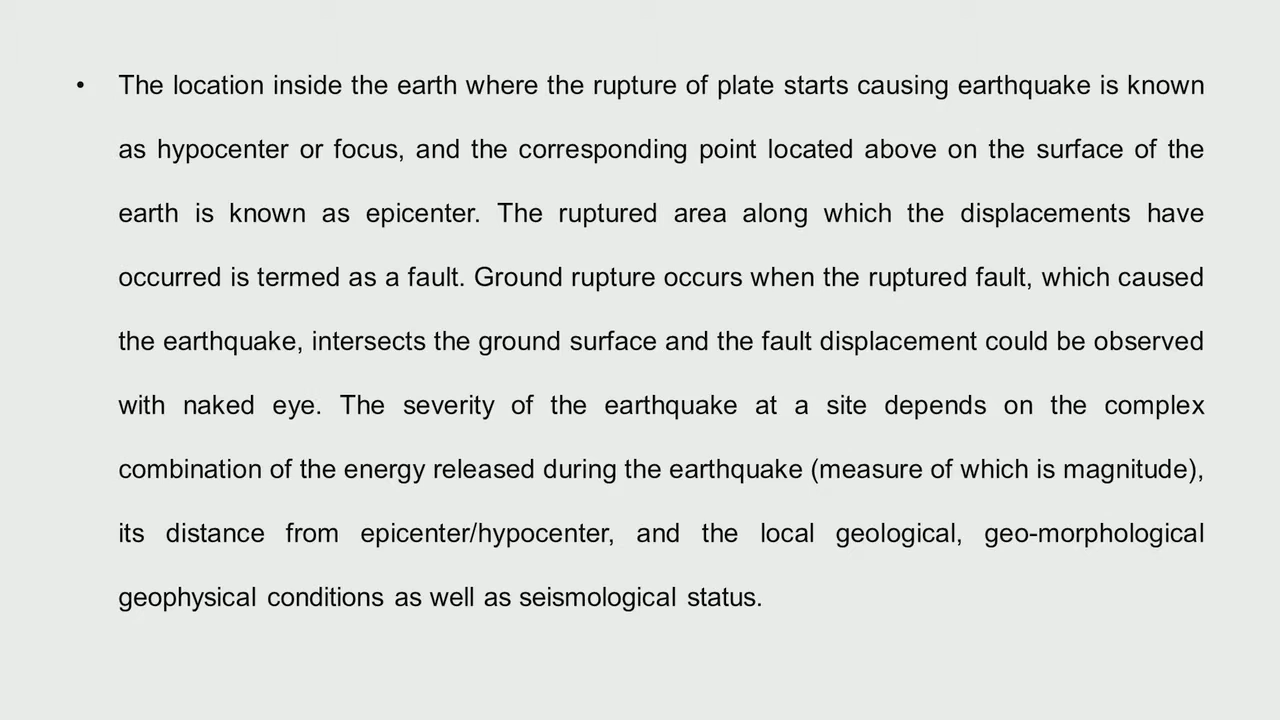 • The location inside the earth where the rupture of plate starts causing earthquake is known
as hypocenter or focus, and the corresponding point located above on the surface of the
earth is known as epicenter. The ruptured area along which the displacements have
occurred is termed as a fault. Ground rupture occurs when the ruptured fault, which caused
the earthquake, intersects the ground surface and the fault displacement could be observed
with naked eye. The severity of the earthquake at a site depends on the complex
combination of the energy released during the earthquake (measure of which is magnitude),
its distance from epicenter/hypocenter, and the local geological, geo-morphological
geophysical conditions as well as seismological status.